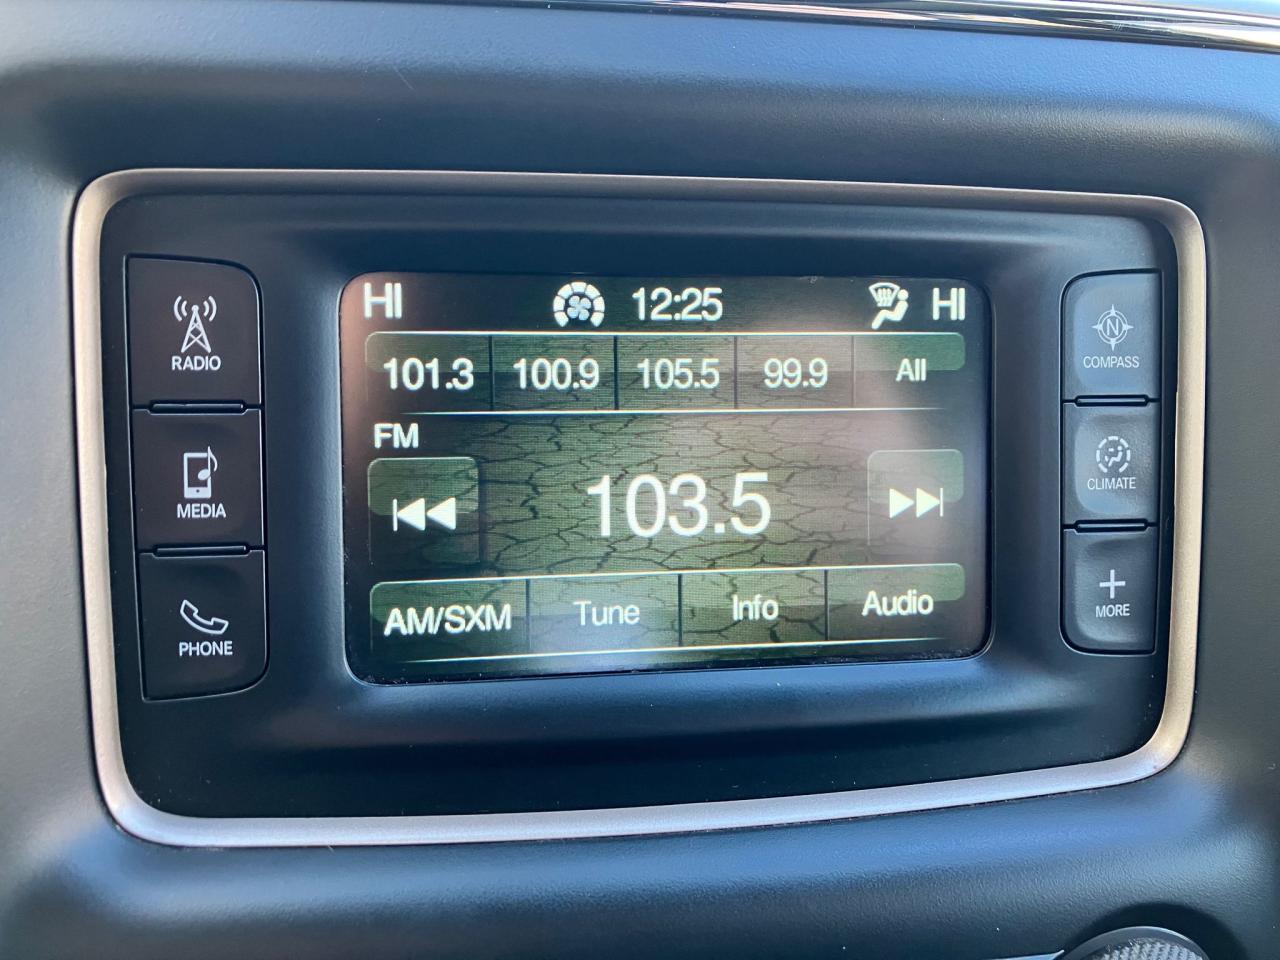 HI 12:25 HI
101.3 100.9 105.5 99.9 All
FM
103.5
AM/SXM Tune Info Audio
RADIO
MEDIA
PHONE
N
COMPASS
CLIMATE
MORE